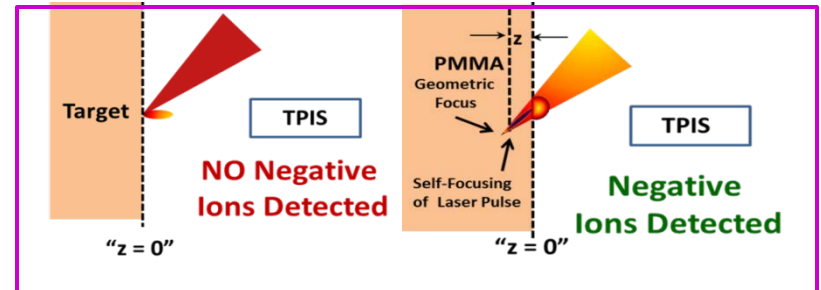 Target
TPIS
NO Negative
Ions Detected
“z = 0”
z
PMMA
Geometric
Focus
TPIS
Self-Focusing
of Laser Pulse
Negative
Ions Detected
“z = 0”